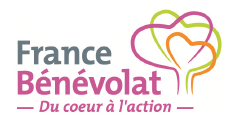 France
Bénévolat
Du coeur à l'action